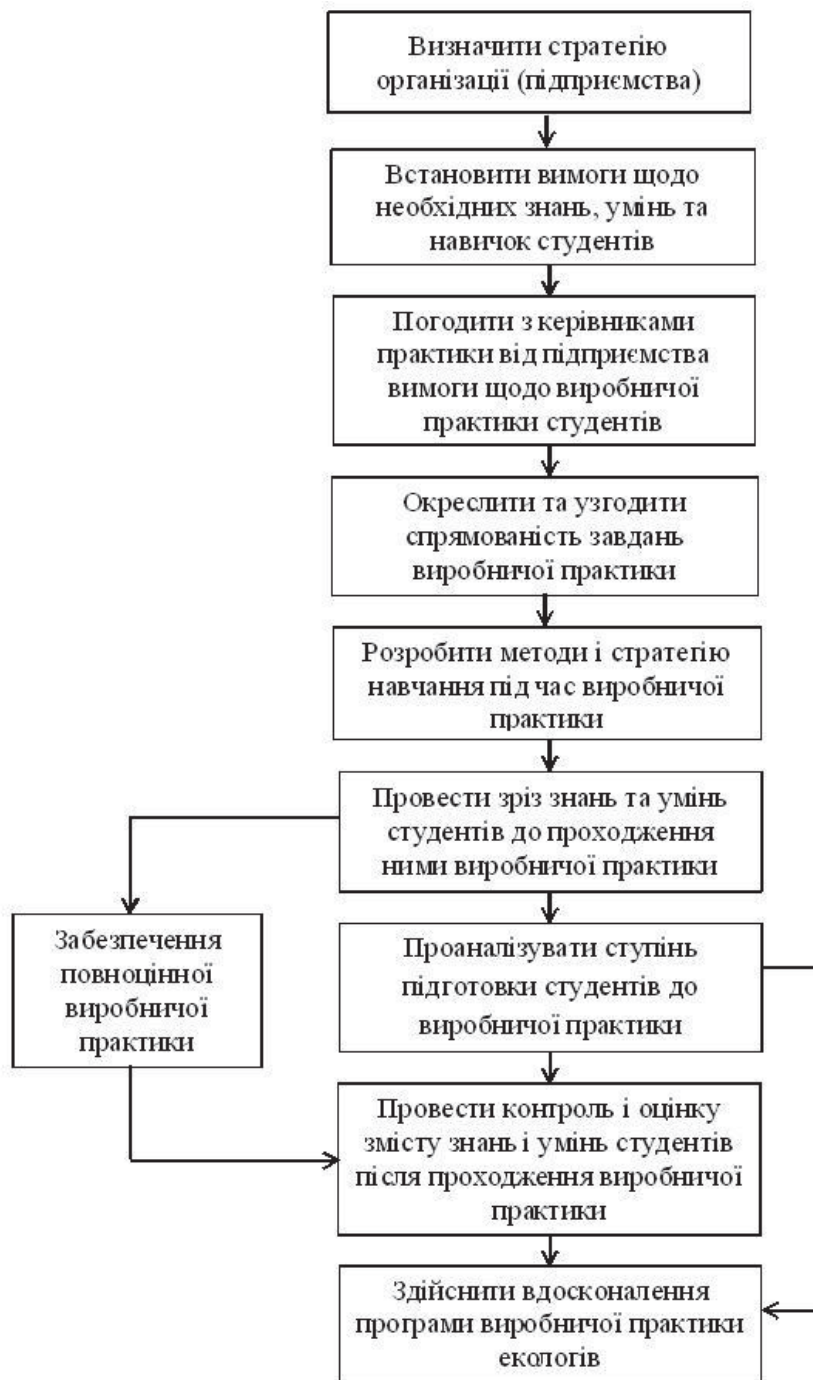 Визначити стратегію
організації (підприємства)
Встановити вимоги щодо
необхідних знань, умінь та
навичок студентів
Погодити з керівниками
практики від підприємства
вимоги щодо виробничої
практики студентів
Окреслити та узгодити
спрямованість завдань
виробничої практики
Розробити методи і стратегію
навчання під час виробничої
практики
Провести зріз знань та умінь
студентів до проходження
ними виробничої практики
Забезпечення
повноцінної
виробничої
практики
Проаналізувати ступінь
підготовки студентів до
виробничої практики
Провести контроль і оцінку
змісту знань і умінь студентів
після проходження виробничої
практики
Здійснити вдосконалення
програми виробничої практики
екологів